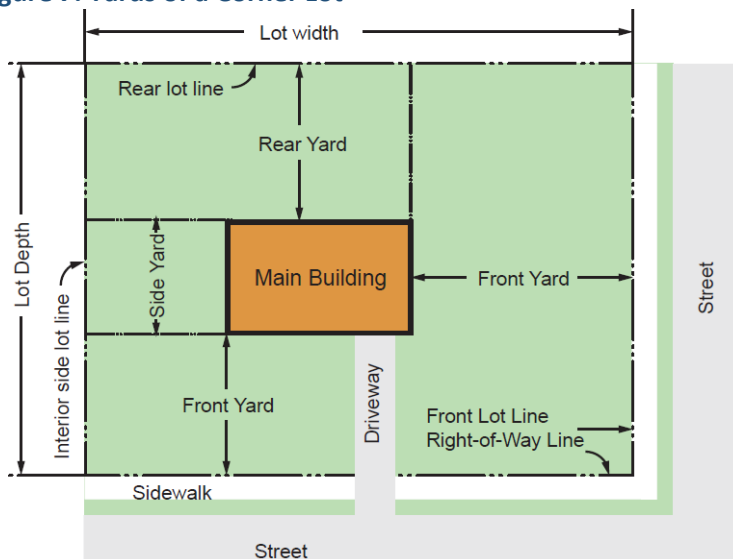 Lot width
Rear lot line
Rear Yard
Lot Depth
Interior side lot line
Side Yard
Main Building
Front Yard
Street
Front Yard
Driveway
Front Lot Line
Right-of-Way Line
Sidewalk
Street